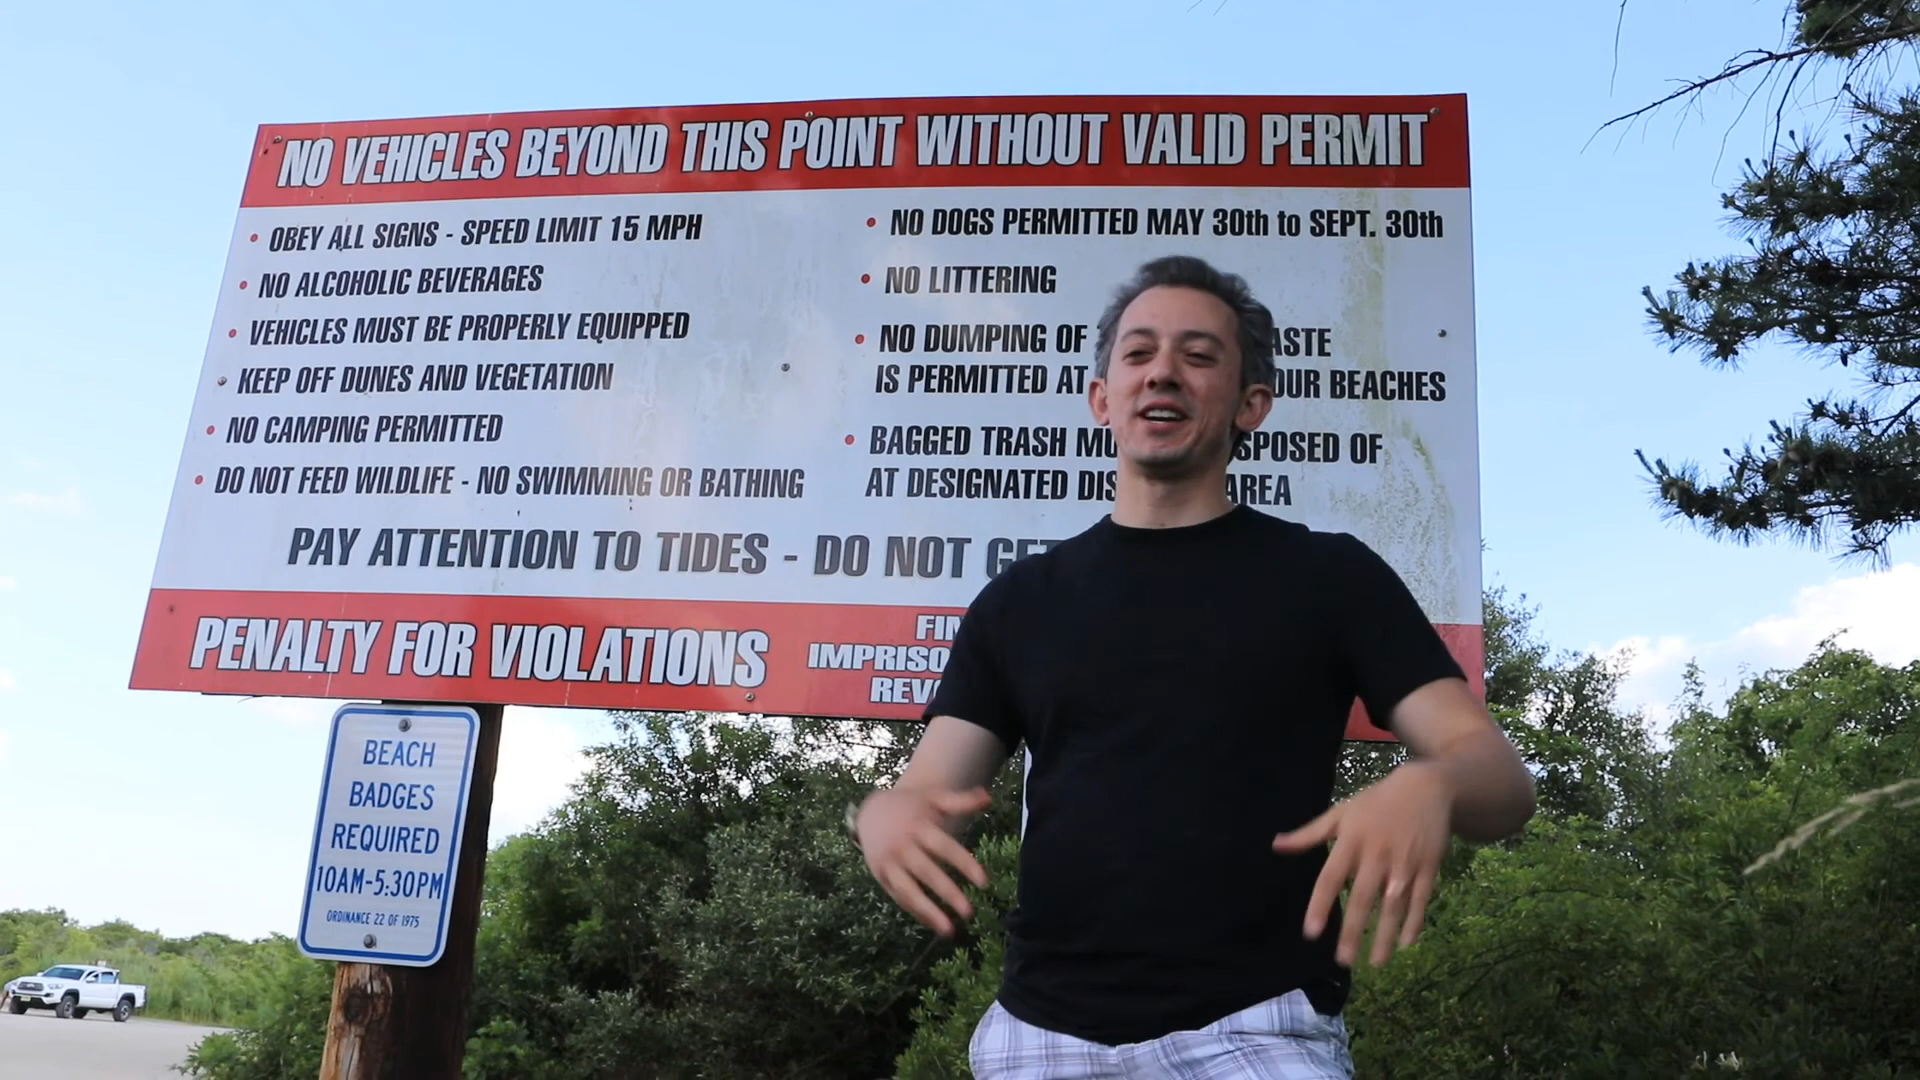 NO VEHICLES BEYOND THIS POINT WITHOUT VALID PERMIT
OBEY ALL SIGNS - SPEED LIMIT 15 MPH
NO ALCOHOLIC BEVERAGES
VEHICLES MUST BE PROPERLY EQUIPPED
KEEP OFF DUNES AND VEGETATION
NO CAMPING PERMITTED
DO NOT FEED WILDLIFE - NO SWIMMING OR BATHING
NO DOGS PERMITTED MAY 30th to SEPT. 30th
NO LITTERING
NO DUMPING OF
IS PERMITTED AT OUR BEACHES
BAGGED TRASH OF
AT DESIGNATED AREA
PAY ATTENTION TO TIDES - DO NOT
PENALTY FOR VIOLATIONS
BEACH
BADGES
REQUIRED
10AM-5:30PM
ORDINANCE 22 OF 1975